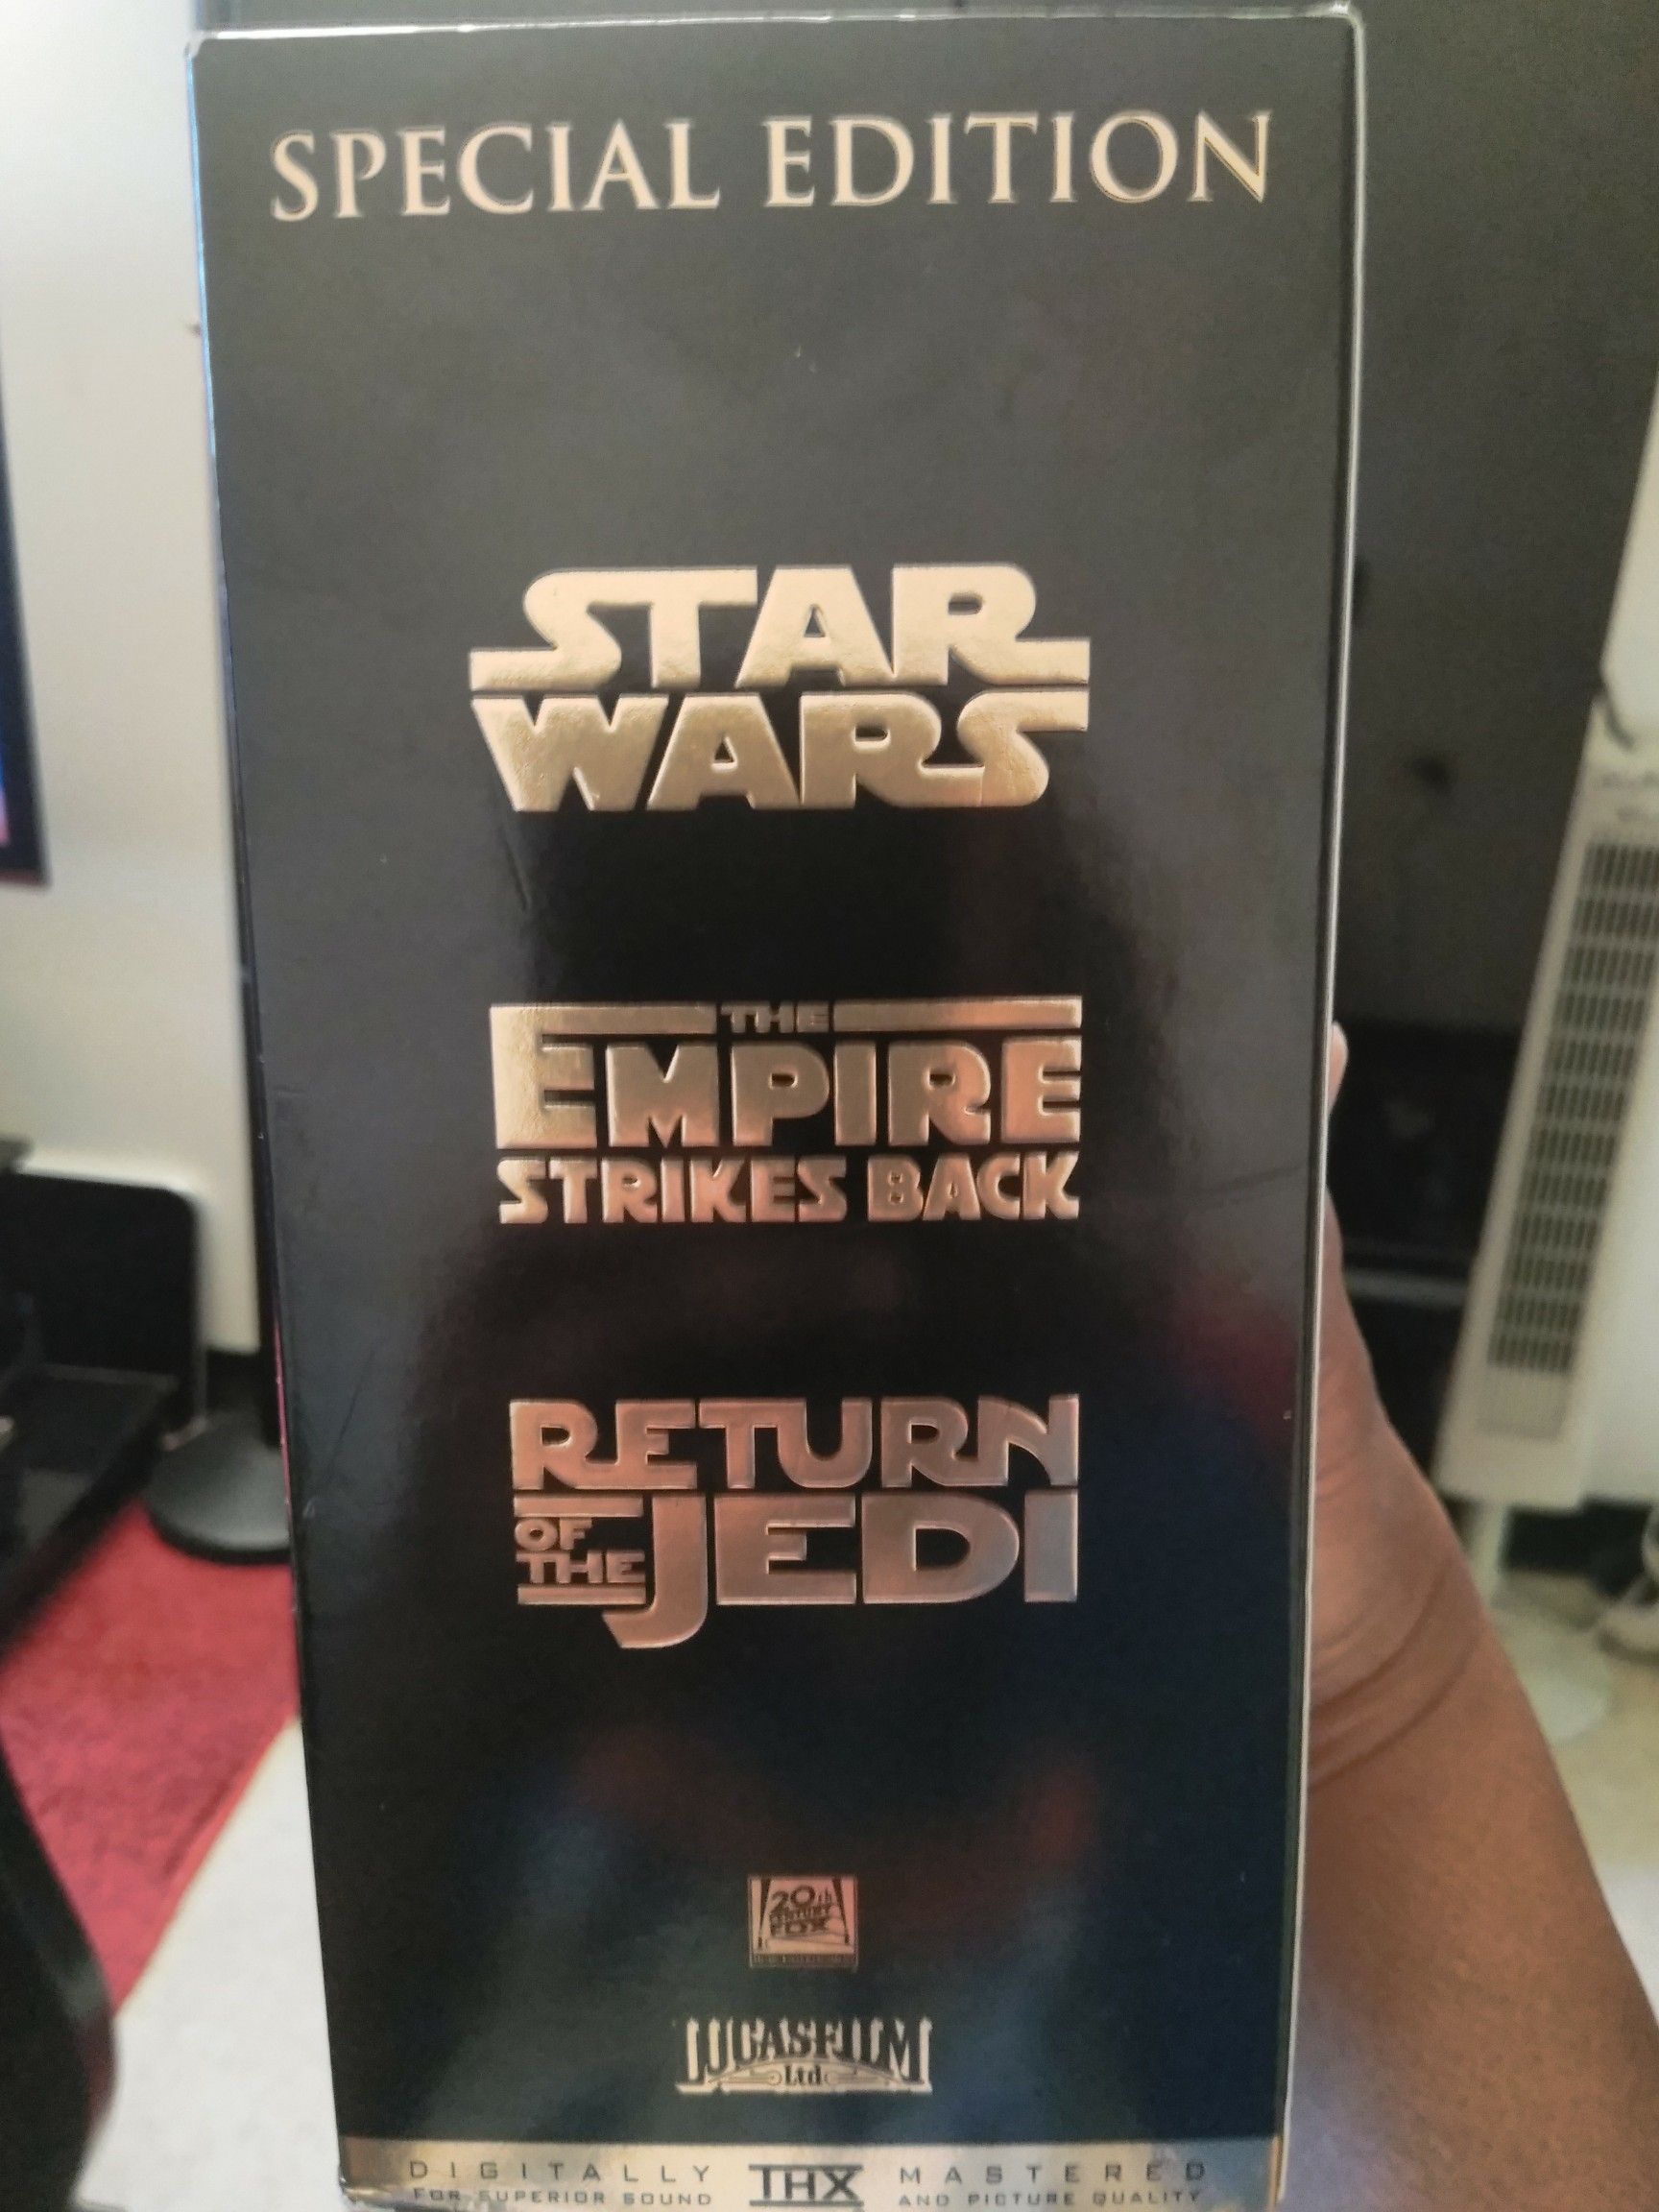 SPECIAL EDITION
STAR
WARS
THE
EMPIRE
STRIKES BACK
RETURN
OF
THE
JEDI
20th
CENTURY
FOX
LUCASFILM
Ltd
DIGITALLY THX MASTERED
FOR SUPERIOR SOUND AND PICTURE QUALITY